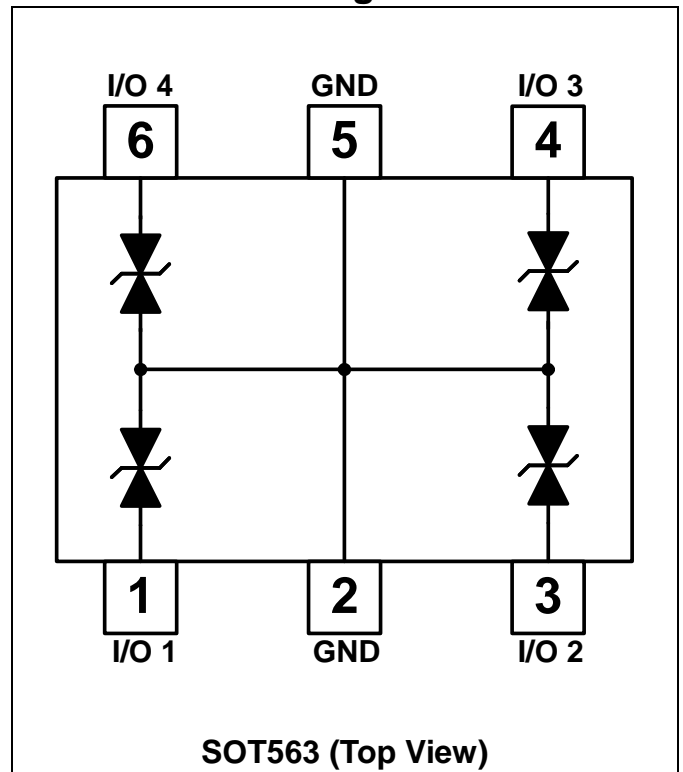 I/O 4 GND I/O 3
6 5 4
1 2 3
I/O 1 GND I/O 2
SOT563 (Top View)